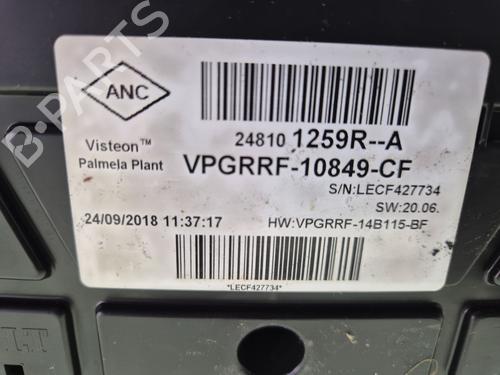 ANC
24810 1259R--A
Visteon™
Palmela Plant
VPGRRF-10849-CF
S/N:LECF427734
SW:20.06.
24/09/2018 11:37:17
HW:VPGRRF-14B115-BF
*LECF427734*
B-PARTS